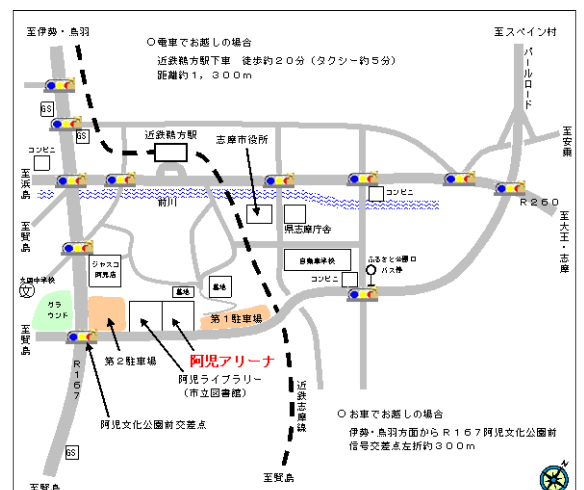 至伊勢・鳥羽
○電車でお越しの場合
近鉄鵜方駅下車　徒歩約２０分（タクシー約５分）
距離約１，３００ｍ
至スペイン村
パールロード
GS
GS
コンビニ
近鉄鵜方駅
志摩市役所
至安乗
至浜島
前川
コンビニ
R２６０
至大王・志摩
至賢島
県志摩庁舎
ジャスコ
阿児店
自動車学校
コンビニ
ふるさと公園口
バス停
文
グラ
ウンド
墓地
墓地
第１駐車場
至賢島
第２駐車場
阿児アリーナ
阿児ライブラリー
（市立図書館）
R１６７
阿児文化公園前交差点
近鉄志摩線
○お車でお越しの場合
伊勢・鳥羽方面からＲ１６７阿児文化公園前
信号交差点左折約３００ｍ
GS
至賢島
至賢島
N